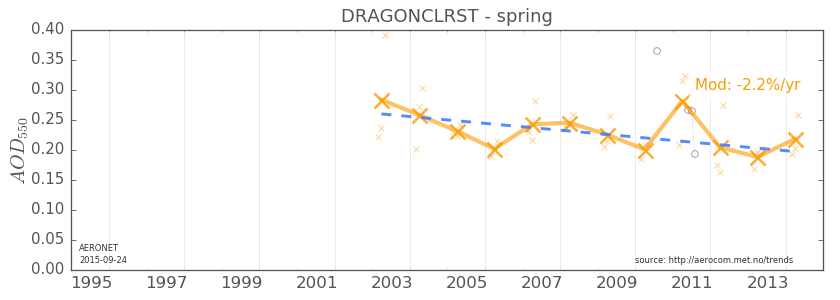 DRAGONCLRST - spring
0.40
0.35
0.30
0.25
0.20
0.15
0.10
0.05
0.00
AOD550
Mod: -2.2%/yr
AERONET
2015-09-24
source: http://aerocom.met.no/trends
1995 1997 1999 2001 2003 2005 2007 2009 2011 2013